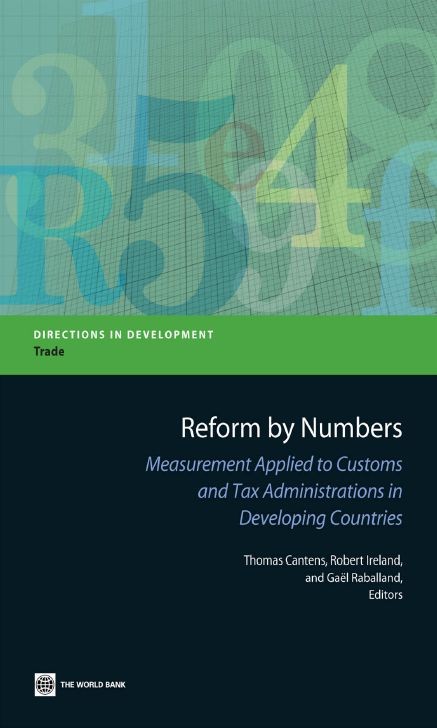 DIRECTIONS IN DEVELOPMENT
Trade
Reform by Numbers
Measurement Applied to Customs
and Tax Administrations in
Developing Countries
Thomas Cantens, Robert Ireland,
and Gaël Raballand,
Editors
THE WORLD BANK